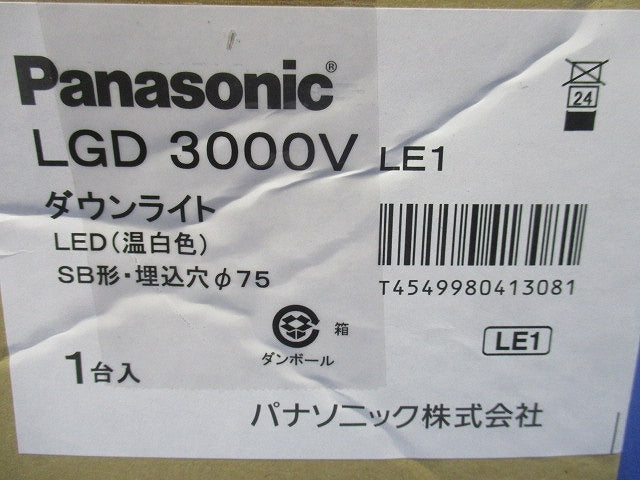 Panasonic®
LGD 3000V LE1
ダウンライト
LED(温白色)
SB形・埋込穴φ75
24
T4549980413081
箱
ダンボール
LE1
1台入
パナソニック株式会社